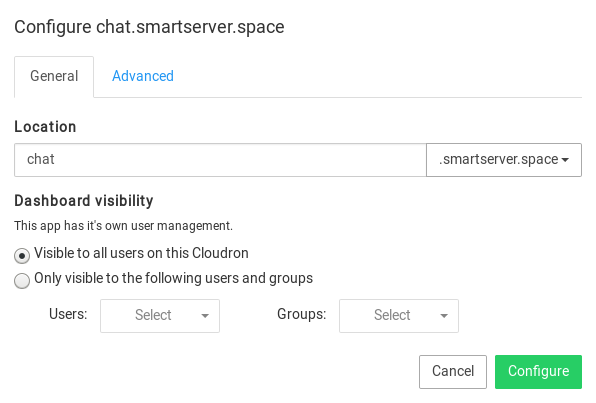 Configure chat.smartserver.space
General Advanced
Location
chat .smartserver.space
Dashboard visibility
This app has it's own user management.
Visible to all users on this Cloudron
Only visible to the following users and groups
Users: Select Groups: Select
Cancel Configure